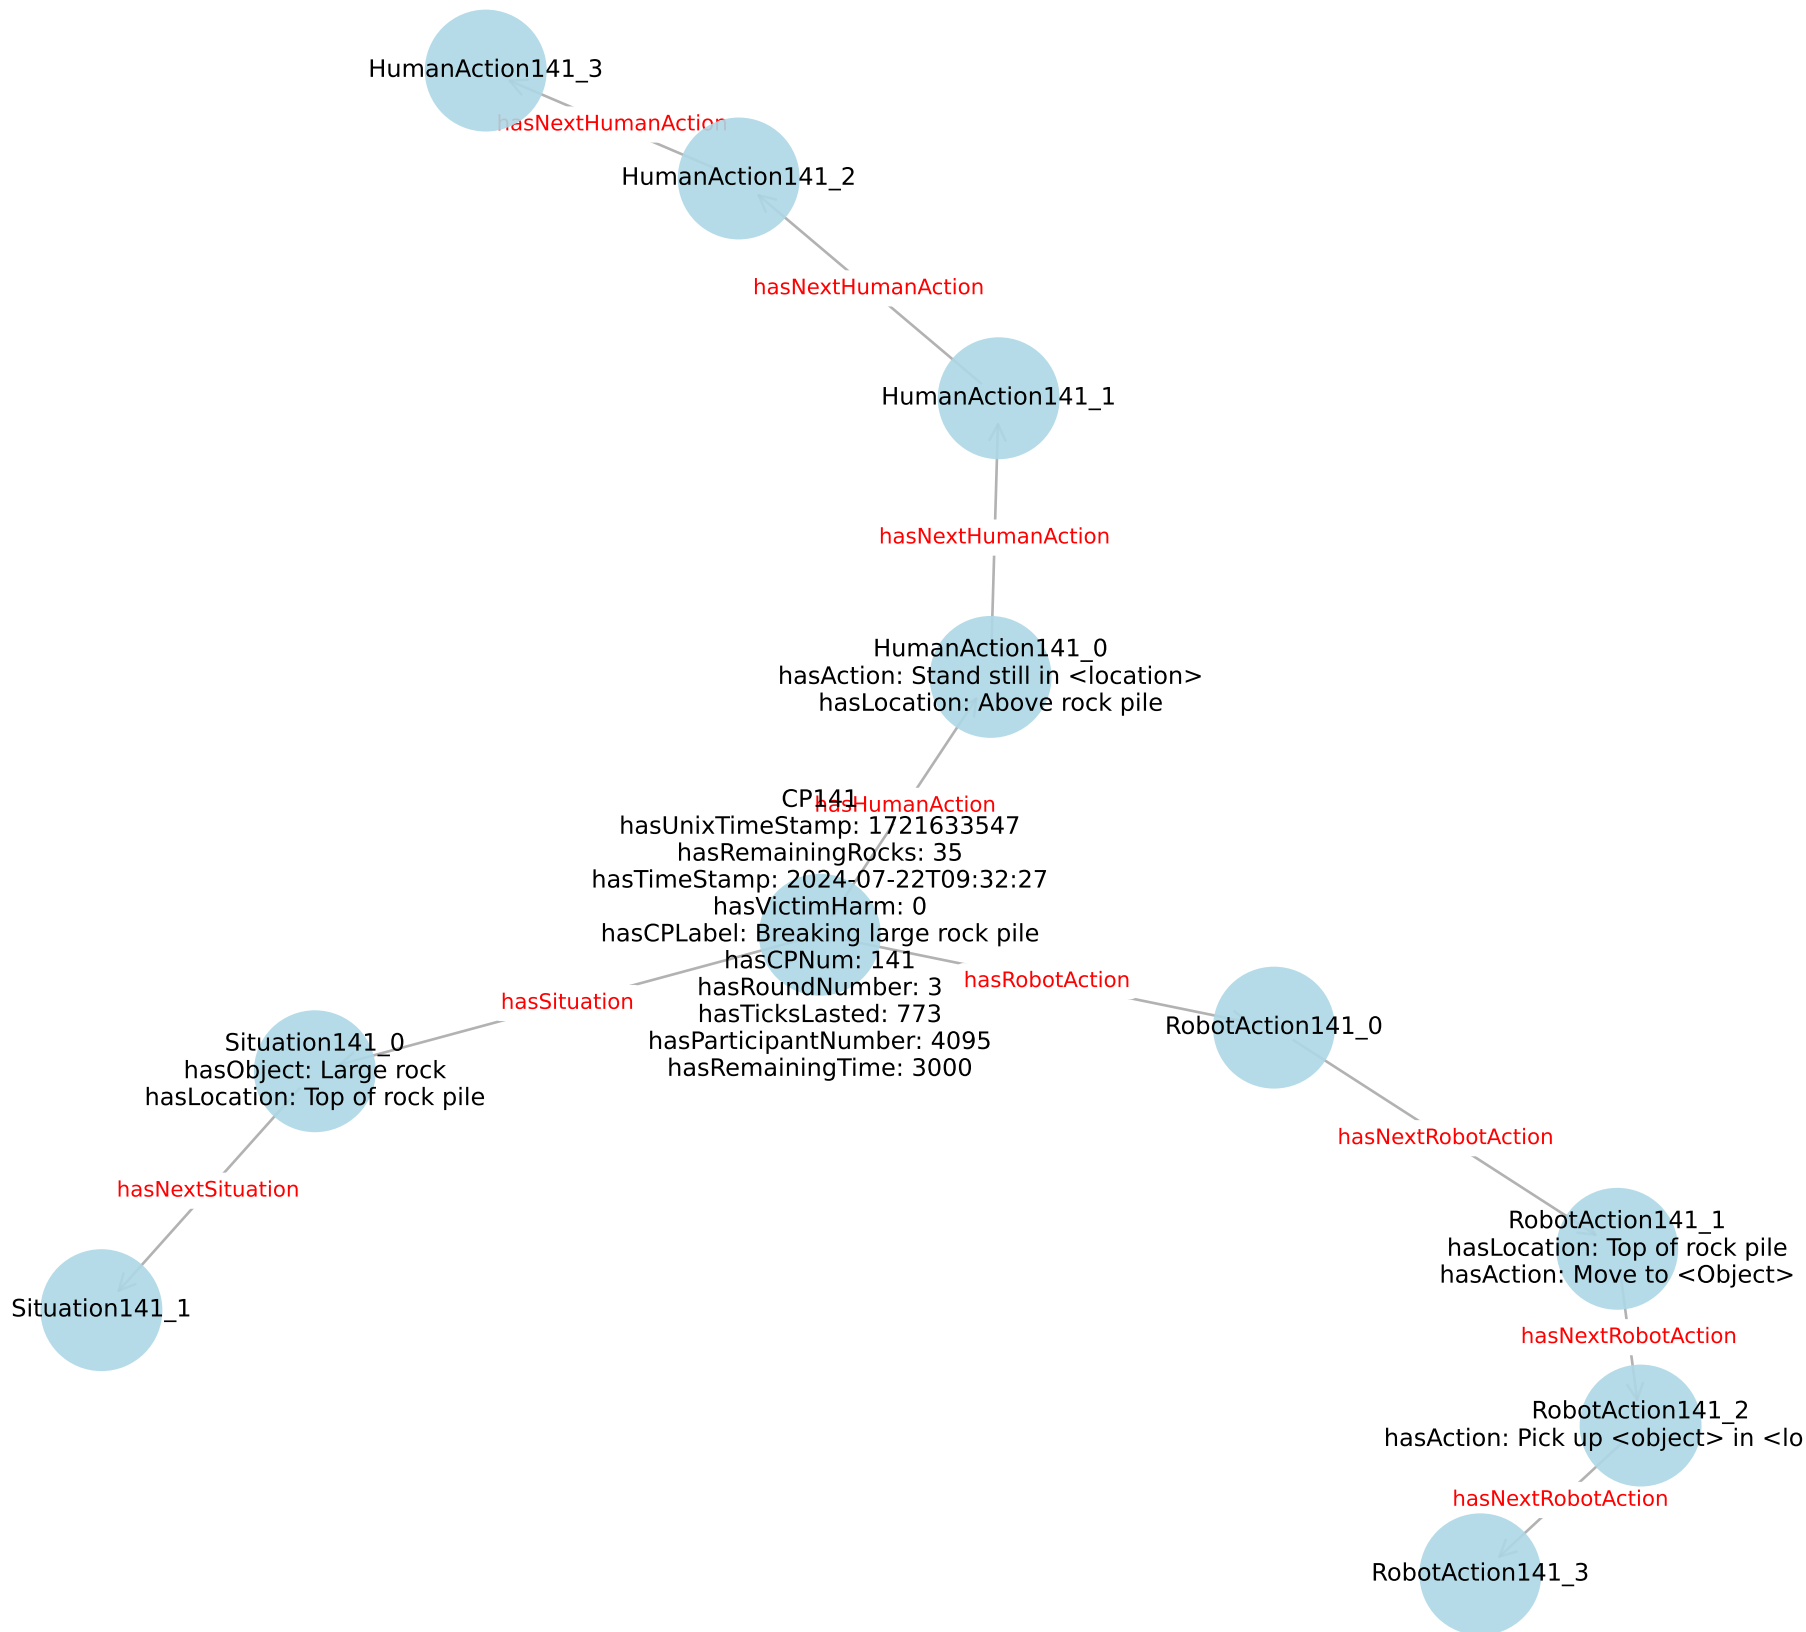 HumanAction141_3
hasNextHumanAction
HumanAction141_2
hasNextHumanAction
HumanAction141_1
hasNextHumanAction
HumanAction141_0
hasAction: Stand still in <location>
hasLocation: Above rock pile
hasHumanAction
CP141
hasUnixTimeStamp: 1721633547
hasRemainingRocks: 35
hasTimeStamp: 2024-07-22T09:32:27
hasVictimHarm: 0
hasCPLabel: Breaking large rock pile
hasCPNum: 141
hasRoundNumber: 3
hasTicksLasted: 773
hasParticipantNumber: 4095
hasRemainingTime: 3000
hasSituation
Situation141_0
hasObject: Large rock
hasLocation: Top of rock pile
hasNextSituation
Situation141_1
hasRobotAction
RobotAction141_0
hasNextRobotAction
RobotAction141_1
hasLocation: Top of rock pile
hasAction: Move to <Object>
hasNextRobotAction
RobotAction141_2
hasAction: Pick up <object> in <lo
hasNextRobotAction
RobotAction141_3